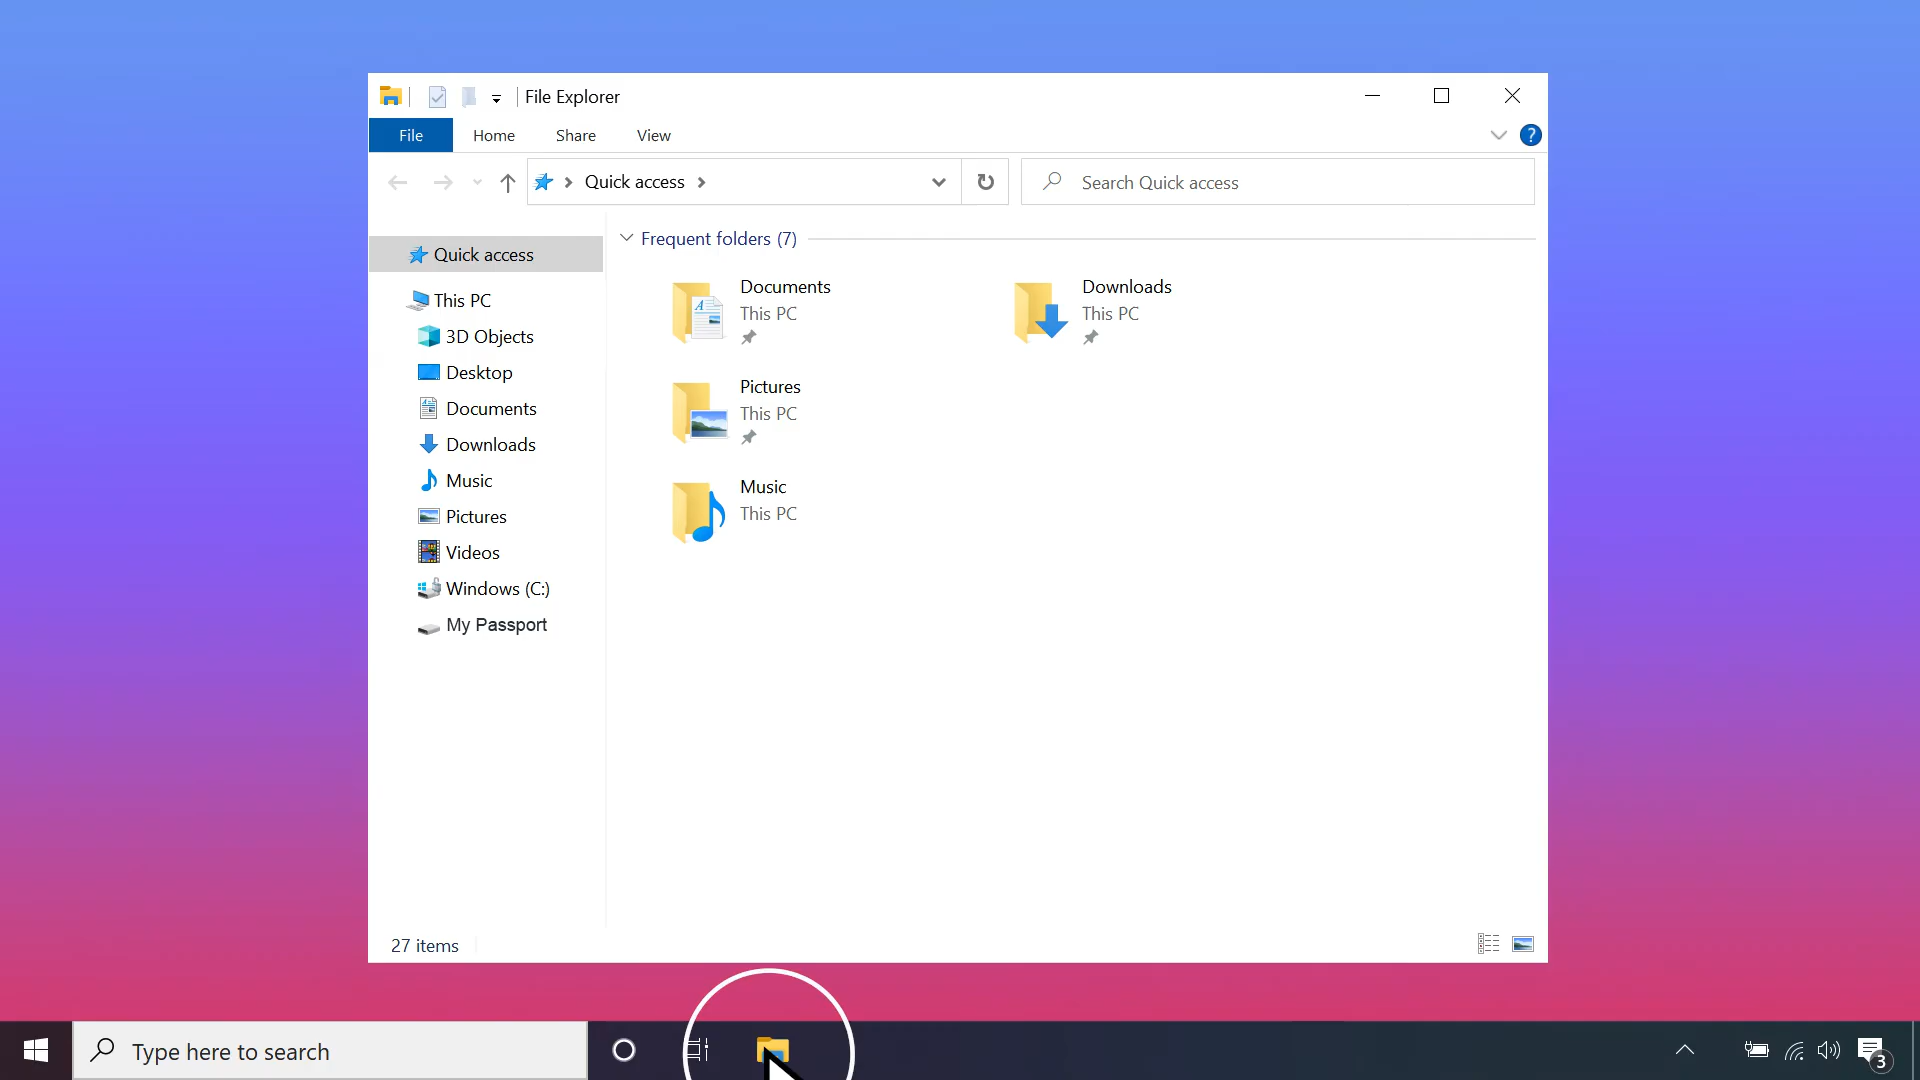 File Explorer
File Home Share View
?
Quick access
Search Quick access
Quick access
This PC
3D Objects
Desktop
Documents
Downloads
Music
Pictures
Videos
Windows (C:)
My Passport
Frequent folders (7)
Documents
This PC
Downloads
This PC
Pictures
This PC
Music
This PC
27 items
Type here to search
3